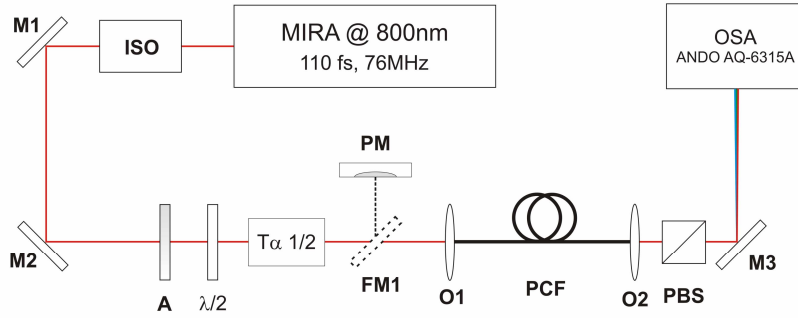 M1
ISO
MIRA @ 800nm
110 fs, 76MHz
OSA
ANDO AQ-6315A
PM
M2
A
λ/2
Tα 1/2
FM1
O1
PCF
O2
PBS
M3